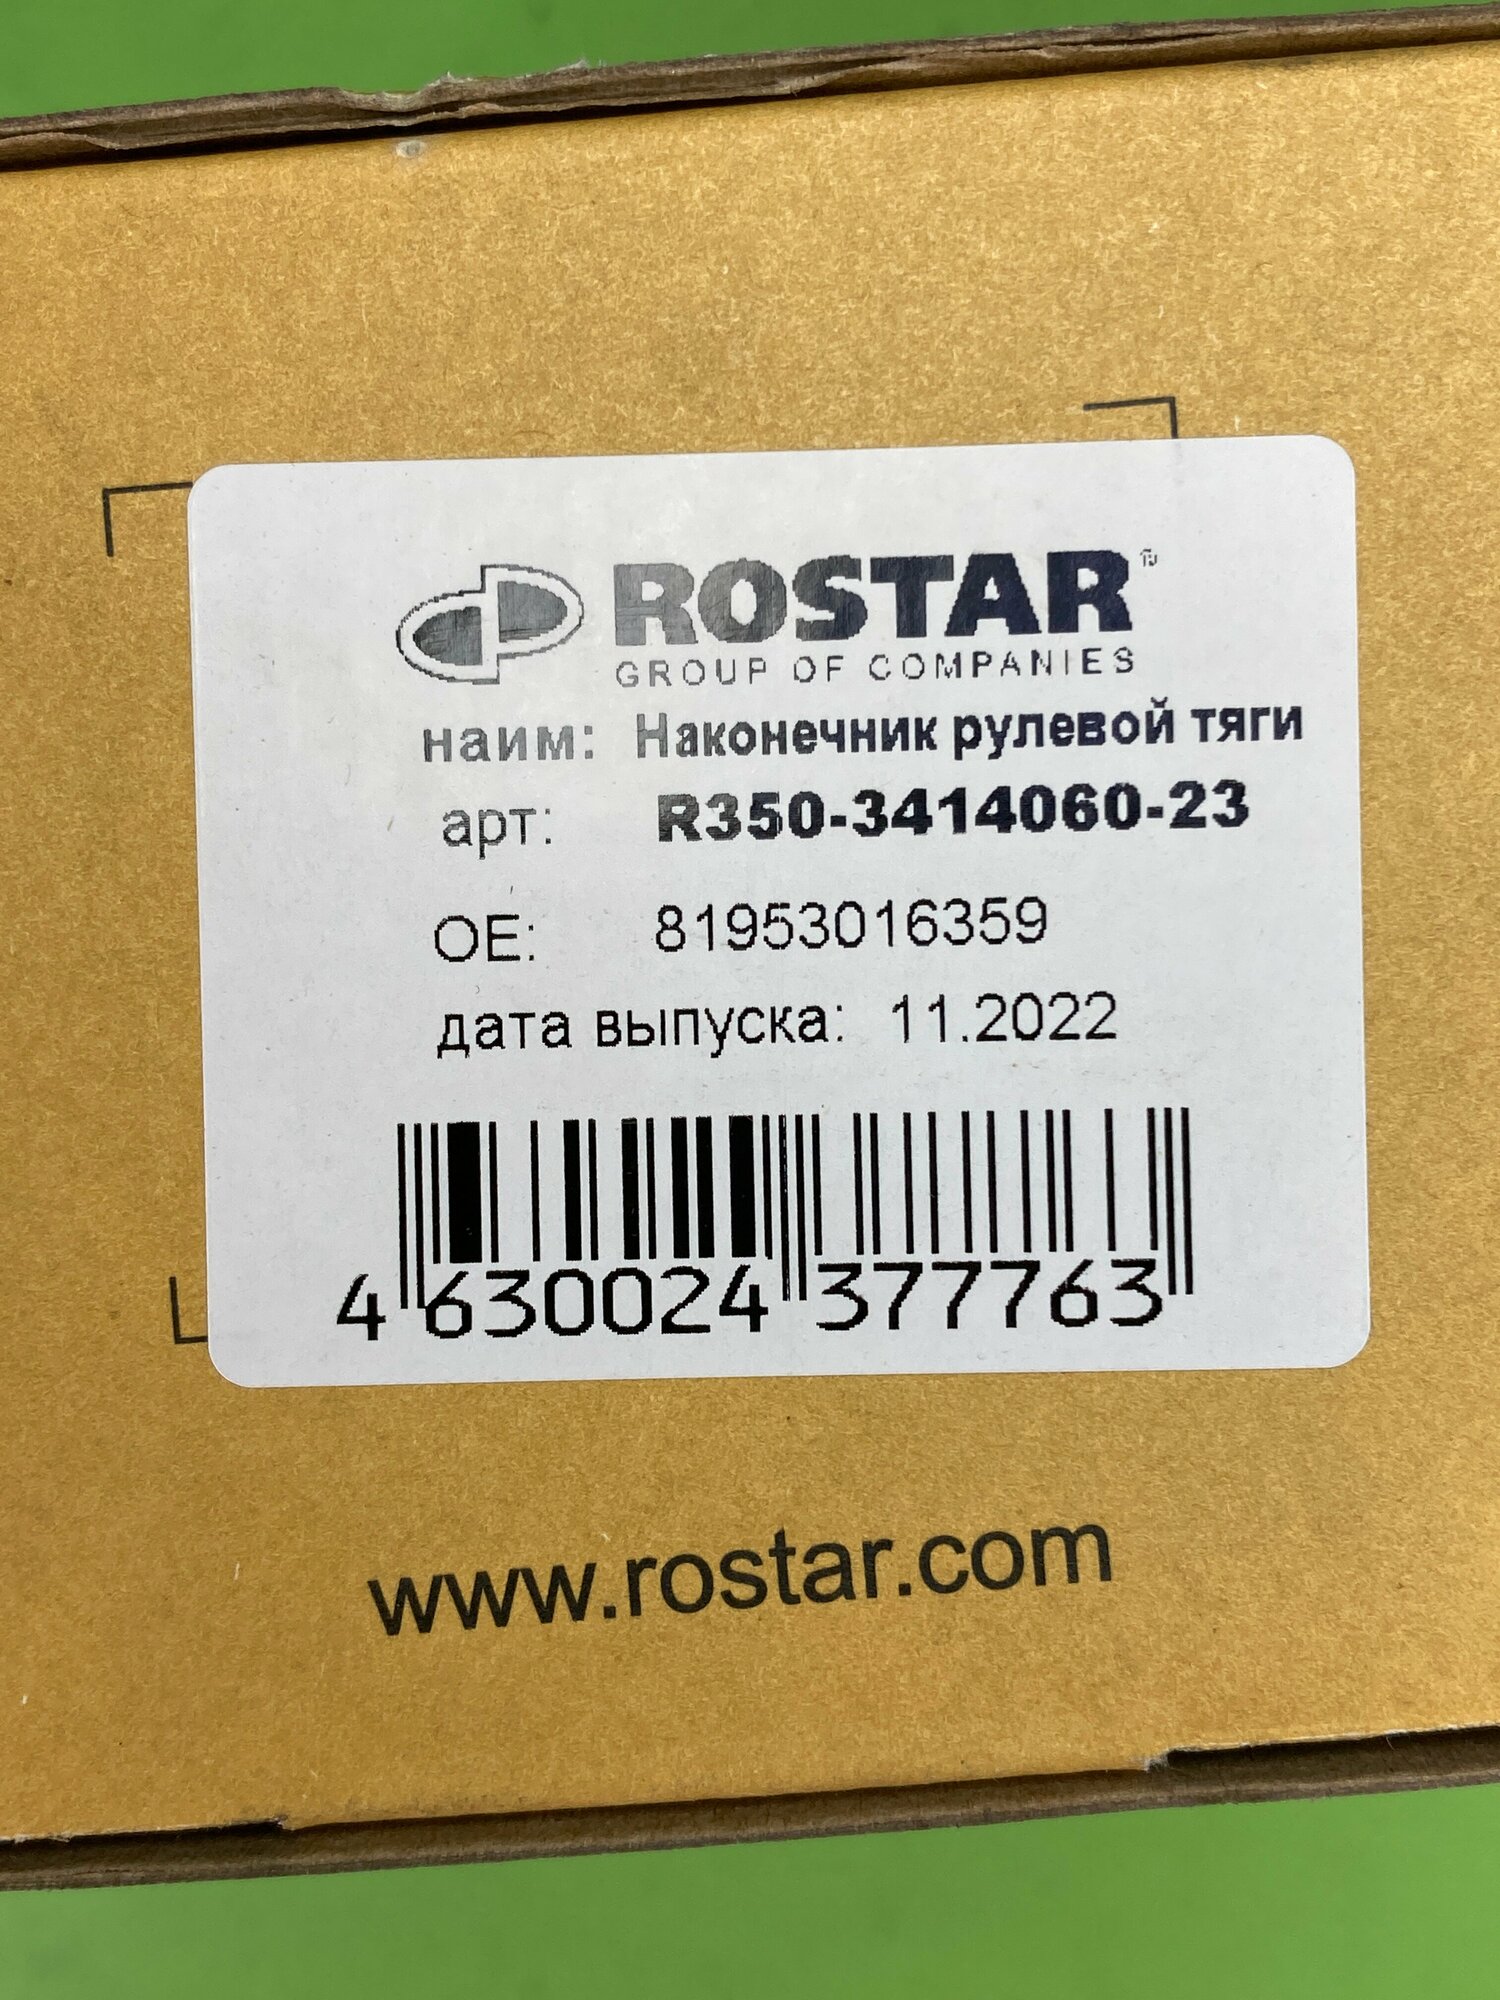 ROSTAR
GROUP OF COMPANIES
наим: Наконечник рулевой тяги
арт: R350-3414060-23
OE: 81953016359
дата выпуска: 11.2022
4 630024 377763
www.rostar.com